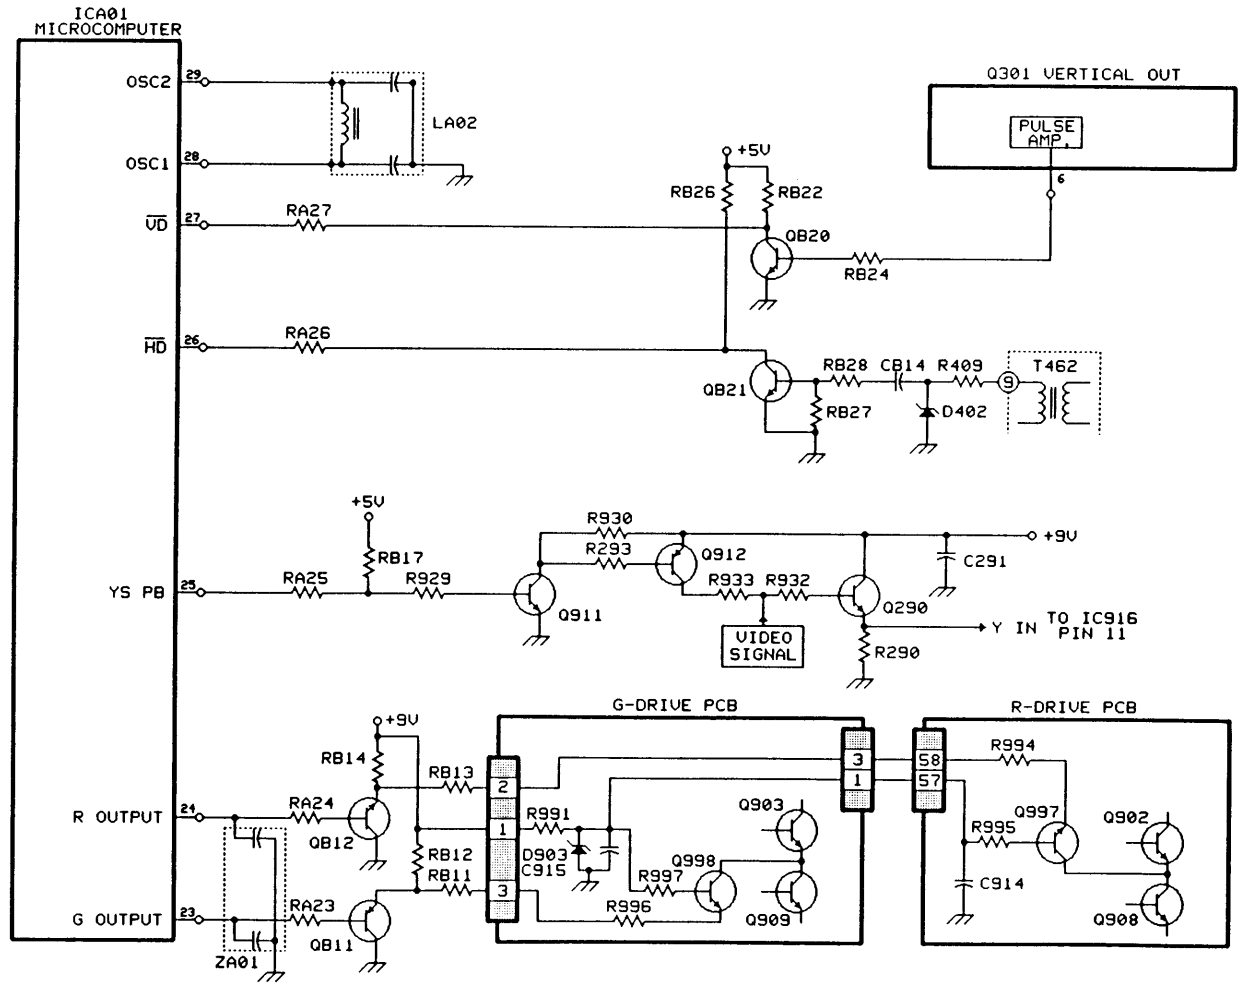 ICA01
MICROCOMPUTER
OSC2
29
LA02
OSC1
28
VD
27
RA27
+5V
RB26
RB22
QB20
RB24
Q301 VERTICAL OUT
PULSE
AMP.
6
HD
26
RA26
QB21
RB28
CB14
R409
9
T462
RB27
D402
+5V
RB17
YS PB
25
RA25
R929
Q911
R930
R293
Q912
R933
R932
VIDEO
SIGNAL
Q290
R290
C291
+9V
Y IN
TO IC916
PIN 11
+9V
RB14
RB13
R OUTPUT
24
RA24
QB12
RB12
RB11
G OUTPUT
23
RA23
QB11
ZA01
G-DRIVE PCB
2
1
3
R991
D903
C915
R997
R996
Q998
Q903
Q909
3
1
R-DRIVE PCB
58
57
R994
R995
Q997
C914
Q902
Q908